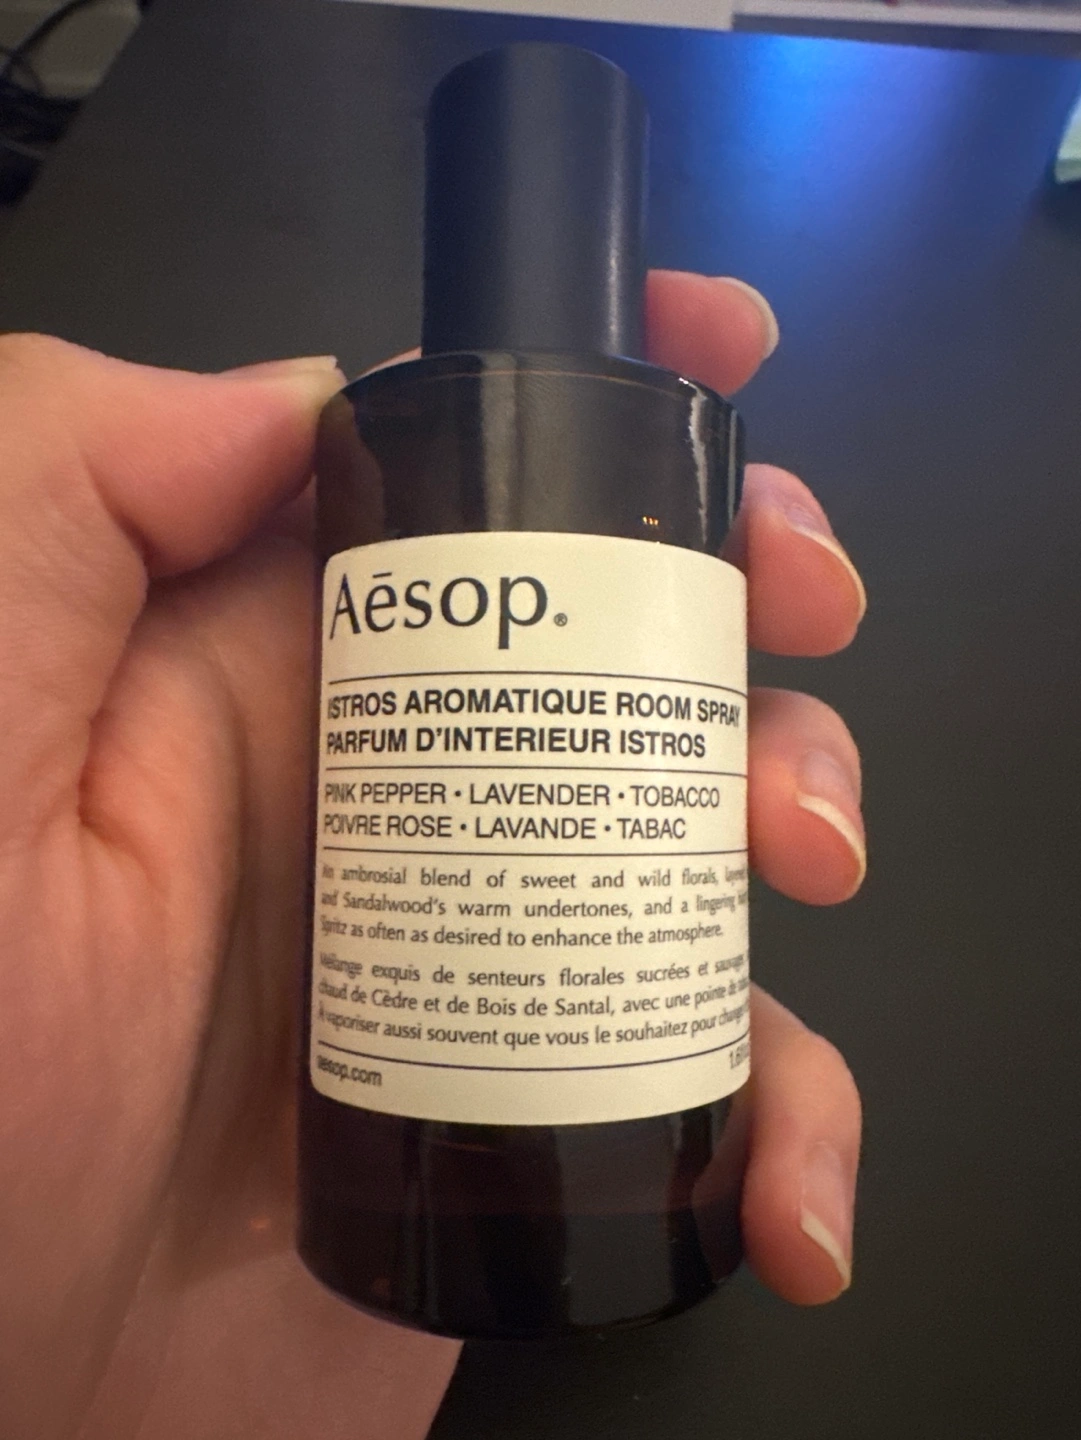 Aēsop.®
ISTROS AROMATIQUE ROOM SPRAY
PARFUM D'INTERIEUR ISTROS
PINK PEPPER • LAVENDER • TOBACCO
POIVRE ROSE • LAVANDE • TABAC
An ambrosial blend of sweet and wild florals,
and Sandalwood's warm undertones, and a lingering
Spritz as often as desired to enhance the atmosphere.
Mélange exquis de senteurs florales sucrées et
chaud de Cèdre et de Bois de Santal, avec une pointe de
À vaporiser aussi souvent que vous le souhaitez pour
aesop.com